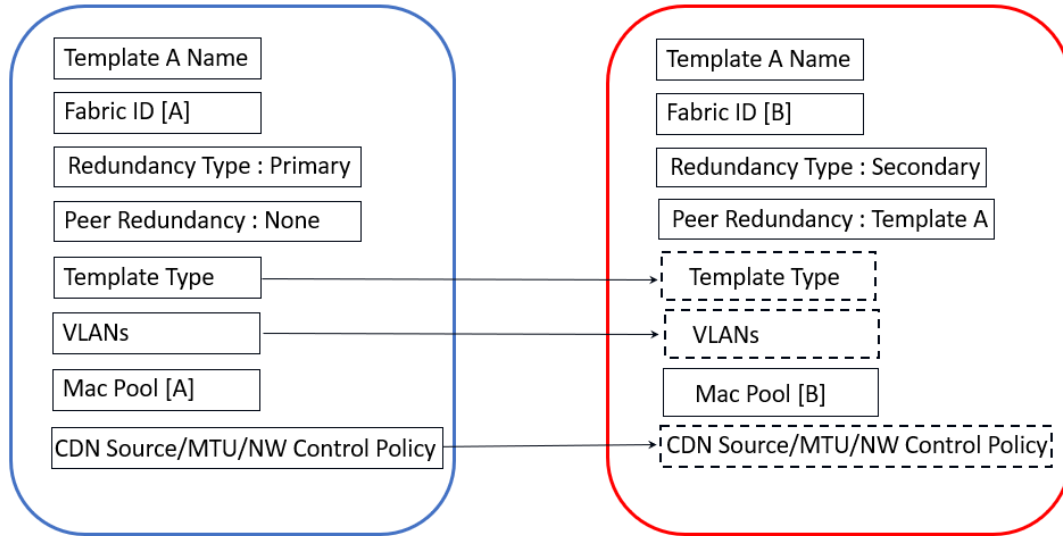 Template A Name
Fabric ID [A]
Redundancy Type : Primary
Peer Redundancy : None
Template Type
VLANs
Mac Pool [A]
CDN Source/MTU/NW Control Policy
Template A Name
Fabric ID [B]
Redundancy Type : Secondary
Peer Redundancy : Template A
Template Type
VLANs
Mac Pool [B]
CDN Source/MTU/NW Control Policy